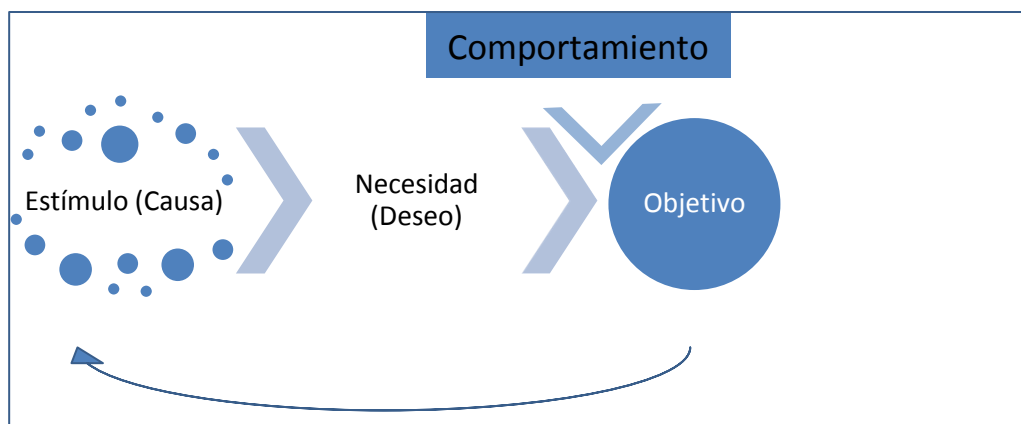 Comportamiento
Estímulo (Causa)
Necesidad
(Deseo)
Objetivo